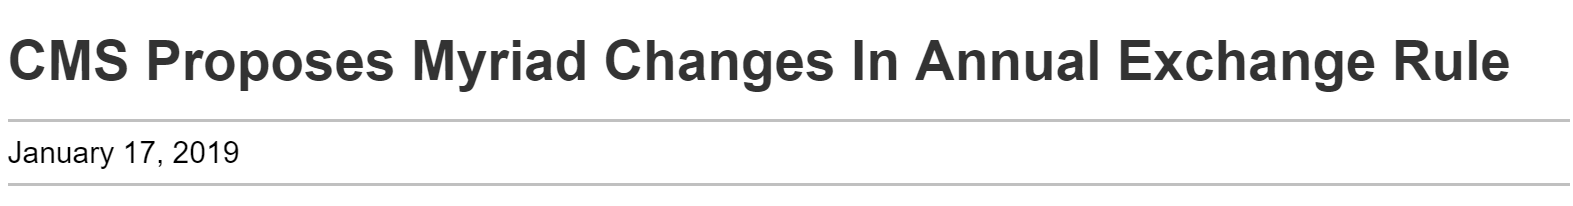 CMS Proposes Myriad Changes In Annual Exchange Rule
January 17, 2019